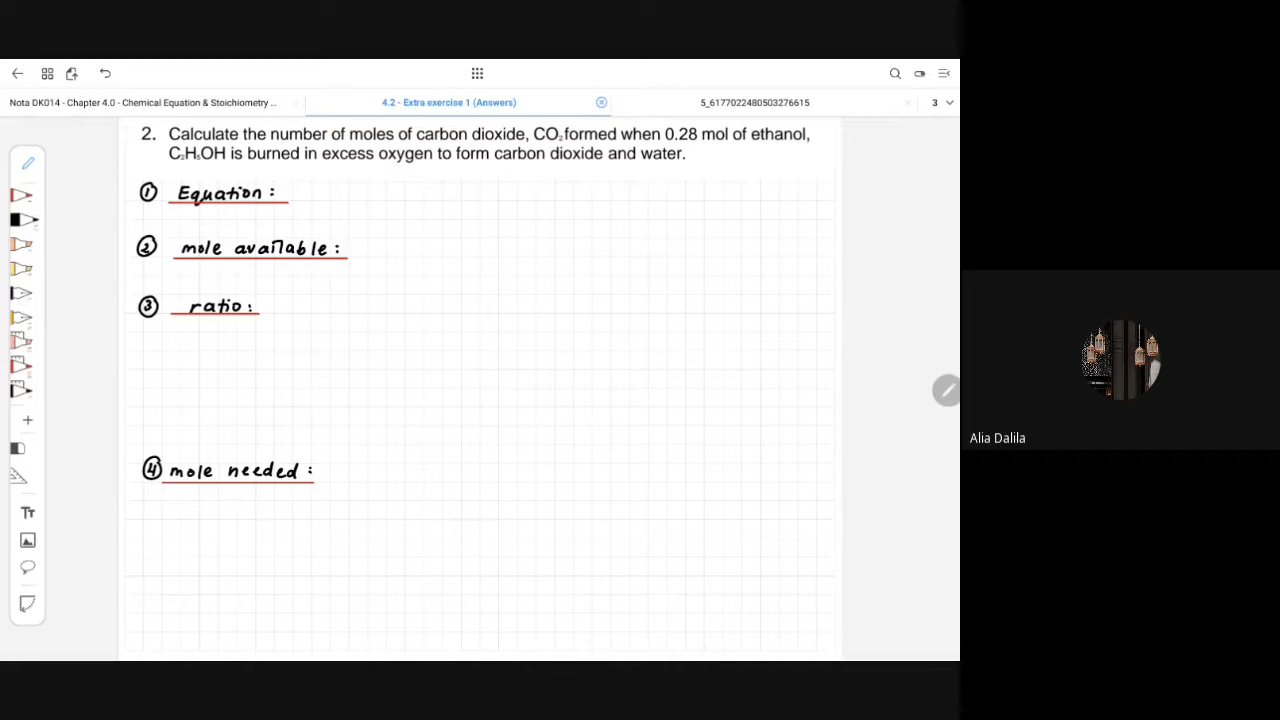 Nota DK014 - Chapter 4.0 - Chemical Equation & Stoichiometry ...
4.2 - Extra exercise 1 (Answers)
5_6177022480503276615
3
2. Calculate the number of moles of carbon dioxide, CO₂ formed when 0.28 mol of ethanol,
C₂H₅OH is burned in excess oxygen to form carbon dioxide and water.
① Equation :
② mole available :
③ ratio :
④ mole needed :
Tт
Alia Dalila